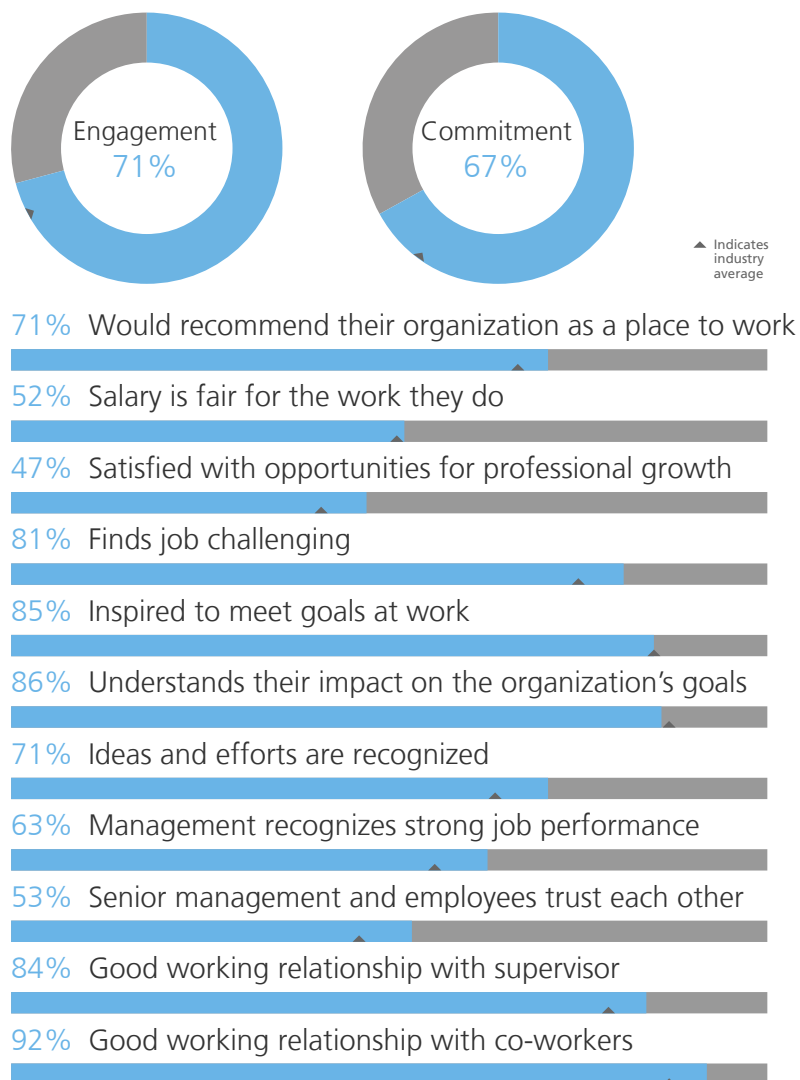 Engagement
71%
Commitment
67%
Indicates
industry
average
71% Would recommend their organization as a place to work
52% Salary is fair for the work they do
47% Satisfied with opportunities for professional growth
81% Finds job challenging
85% Inspired to meet goals at work
86% Understands their impact on the organization’s goals
71% Ideas and efforts are recognized
63% Management recognizes strong job performance
53% Senior management and employees trust each other
84% Good working relationship with supervisor
92% Good working relationship with co-workers